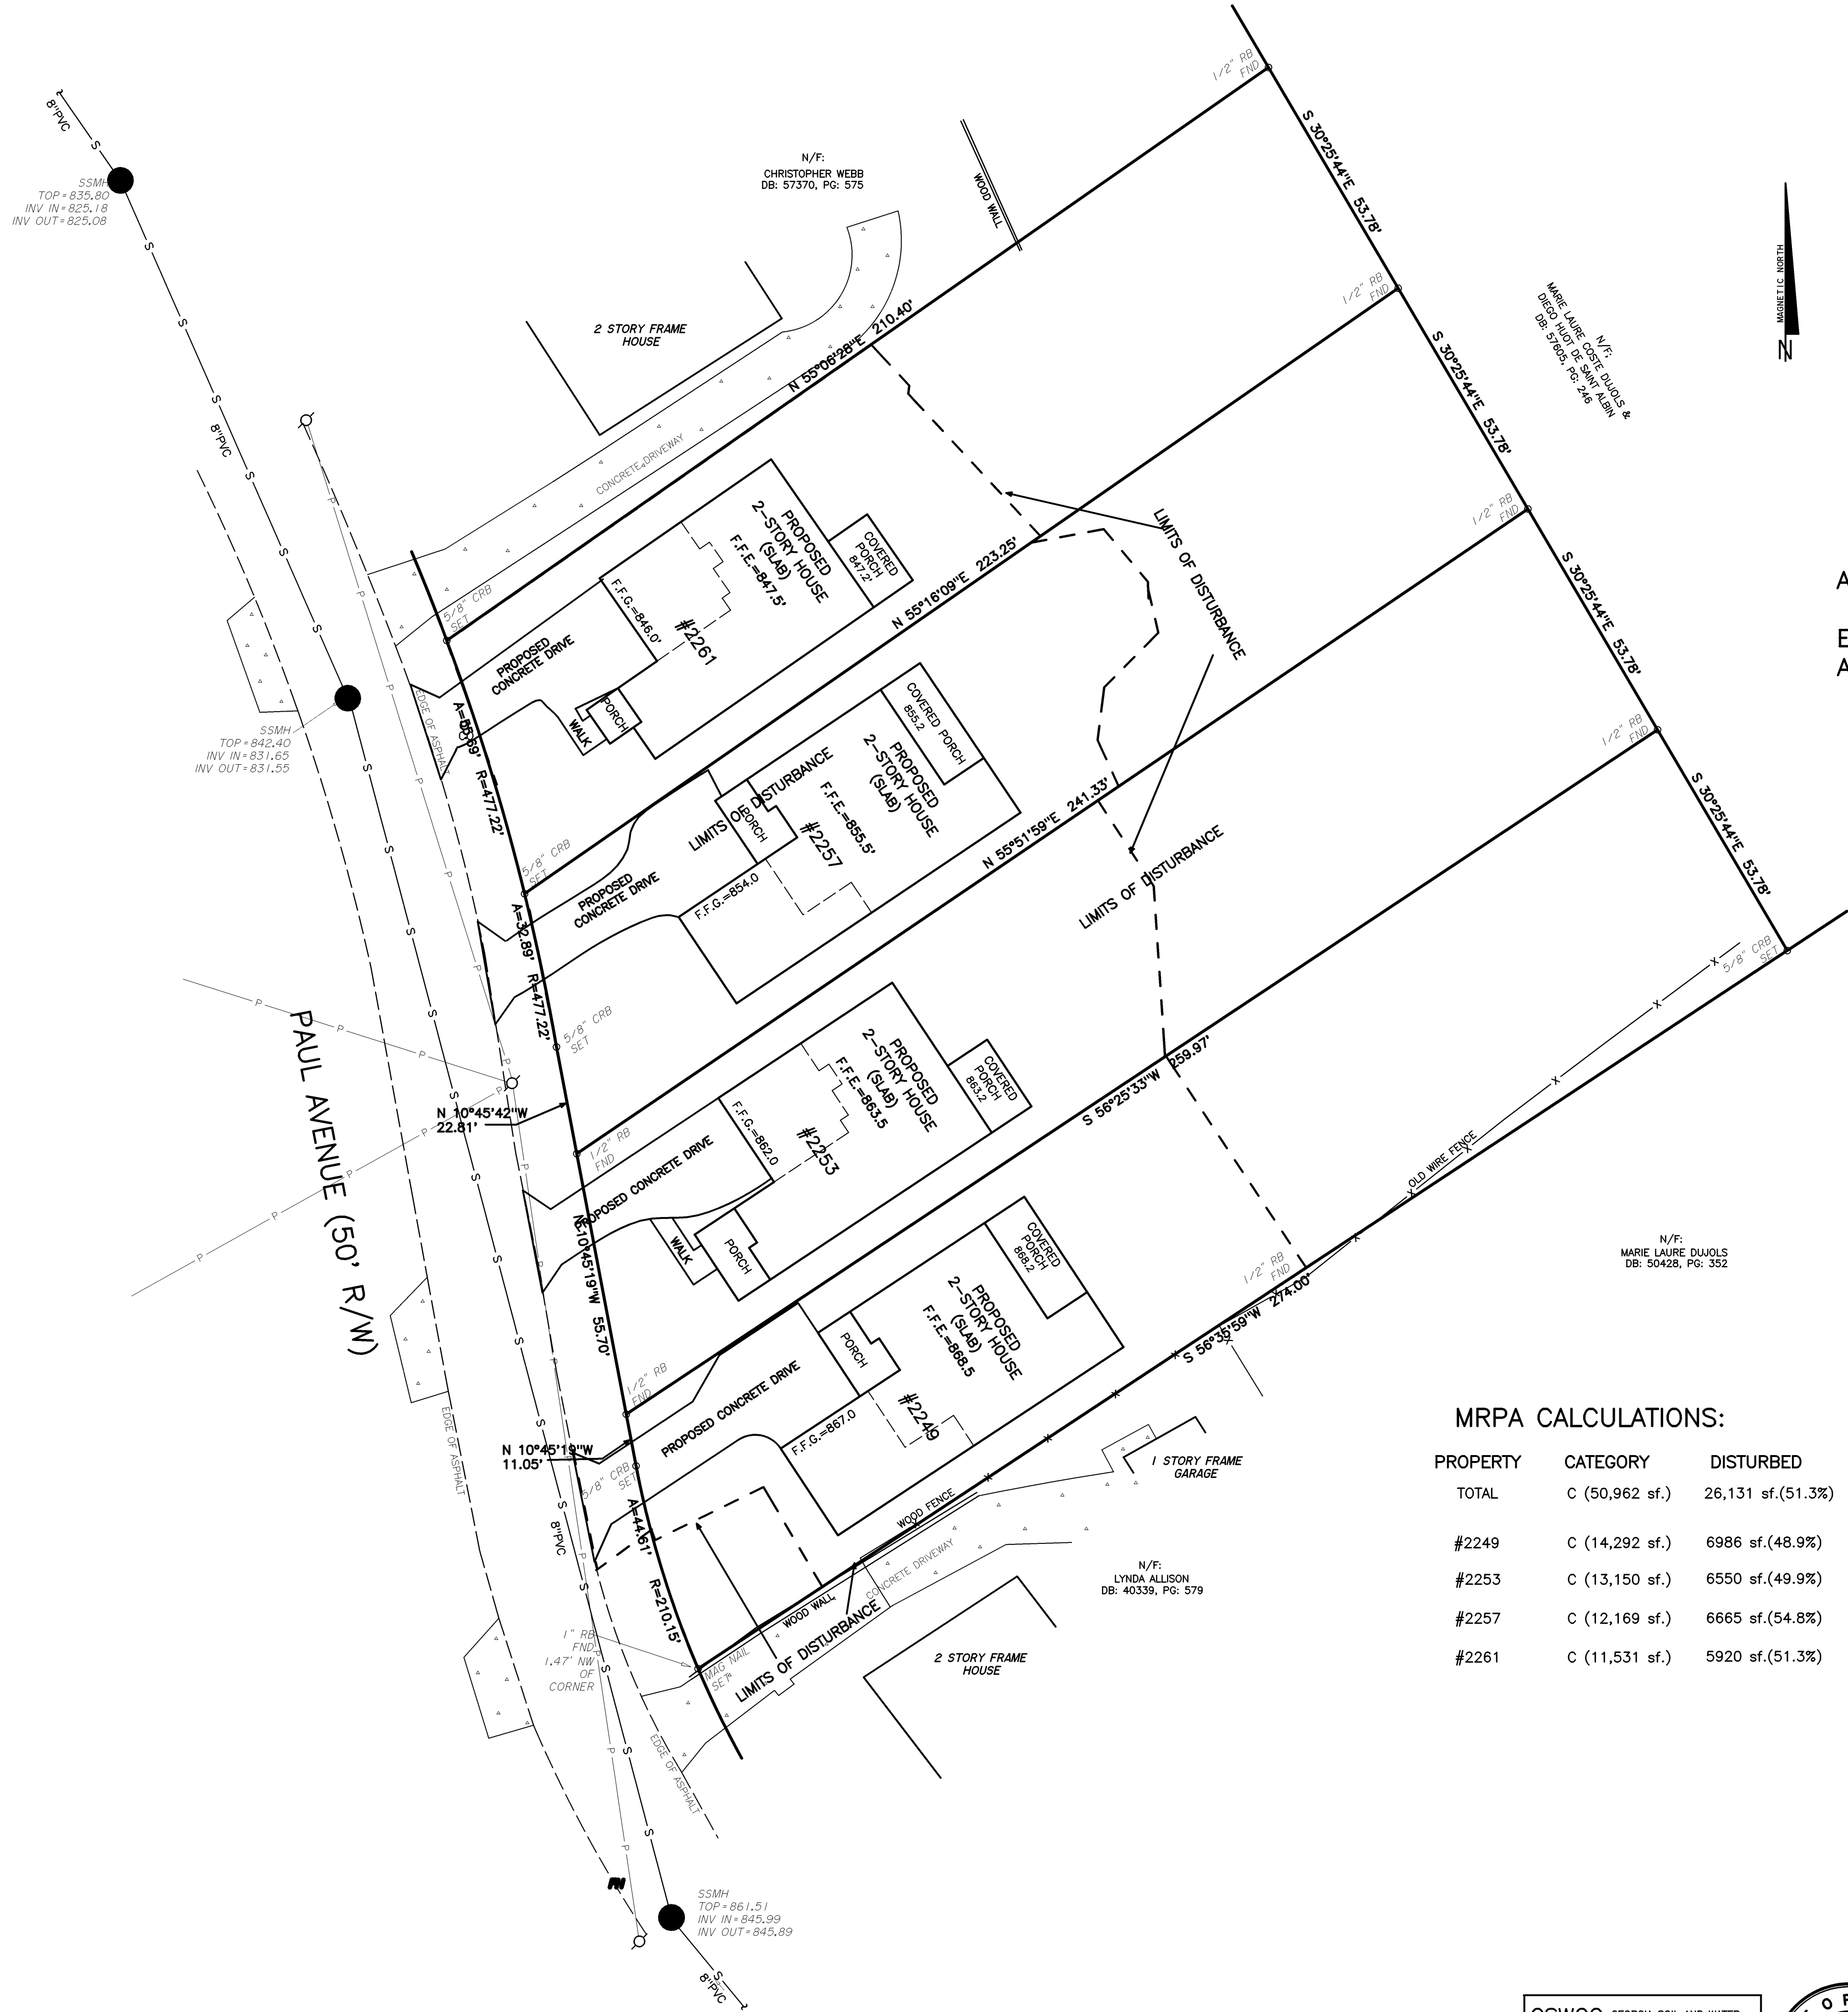 8"PVC
SSMH
TOP=835.80
INV IN=825.18
INV OUT=825.08
8"PVC
N/F:
CHRISTOPHER WEBB
DB: 57370, PG: 575
WOOD WALL
2 STORY FRAME
HOUSE
CONCRETE DRIVEWAY
1/2" RB
FND
S 30°25'44"E 53.78'
N 55°06'28"E 210.40'
1/2" RB
FND
S 30°25'44"E 53.78'
MAGNETIC NORTH
N
N/F:
MARIE LAURE COSTE DUJOLS &
DIEGO HUOT DE SAINT ALBIN
DB: 57605, PG: 246
1/2" RB
FND
S 30°25'44"E 53.78'
1/2" RB
FND
S 30°25'44"E 53.78'
5/8" CRB
SET
A
E
A
SSMH
TOP=842.40
INV IN=831.65
INV OUT=831.55
EDGE OF ASPHALT
5/8" CRB
SET
PROPOSED
CONCRETE DRIVE
F.F.G.=846.0'
PROPOSED
2-STORY HOUSE
(SLAB)
F.F.E.=847.5'
#2261
COVERED
PORCH
847.2'
WALK
PORCH
R=477.22'
N 55°16'09"E 223.25'
LIMITS OF DISTURBANCE
5/8" CRB
SET
A=32.89' R=477.22'
PROPOSED
CONCRETE DRIVE
LIMITS OF DISTURBANCE
PORCH
F.F.G.=854.0
#2257
PROPOSED
2-STORY HOUSE
(SLAB)
F.F.E.=855.5'
COVERED PORCH
855.2
5/8" CRB
SET
N 55°51'59"E 241.33'
LIMITS OF DISTURBANCE
PAUL AVENUE (50' R/W)
N 10°45'42"W
22.81'
1/2" RB
FND
PROPOSED CONCRETE DRIVE
F.F.G.=862.0
#2253
PROPOSED
2-STORY HOUSE
(SLAB)
F.F.E.=863.5
COVERED
PORCH
863.2
WALK
PORCH
N 10°45'19"W 55.70'
S 56°25'33"W 259.97'
1/2" RB
FND
N 10°45'19"W
11.05'
5/8" CRB
SET
PROPOSED CONCRETE DRIVE
F.F.G.=867.0
PORCH
#2249
PROPOSED
2-STORY HOUSE
(SLAB)
F.F.E.=868.5
COVERED
PORCH
868.2
1/2" RB
FND
S 56°35'59"W 274.00'
OLD WIRE FENCE
N/F:
MARIE LAURE DUJOLS
DB: 50428, PG: 352
EDGE OF ASPHALT
8"PVC
A=44.61' R=210.15'
1" RB
FND
1.47' NW
OF
CORNER
MAG NAIL
SET
WOOD WALL
WOOD FENCE
CONCRETE DRIVEWAY
LIMITS OF DISTURBANCE
1 STORY FRAME
GARAGE
N/F:
LYNDA ALLISON
DB: 40339, PG: 579
2 STORY FRAME
HOUSE
EDGE OF ASPHALT
SSMH
TOP=861.51
INV IN=845.99
INV OUT=845.89
8"PVC
MRPA CALCULATIONS:
PROPERTY CATEGORY DISTURBED
TOTAL C (50,962 sf.) 26,131 sf.(51.3%)
#2249 C (14,292 sf.) 6986 sf.(48.9%)
#2253 C (13,150 sf.) 6550 sf.(49.9%)
#2257 C (12,169 sf.) 6665 sf.(54.8%)
#2261 C (11,531 sf.) 5920 sf.(51.3%)